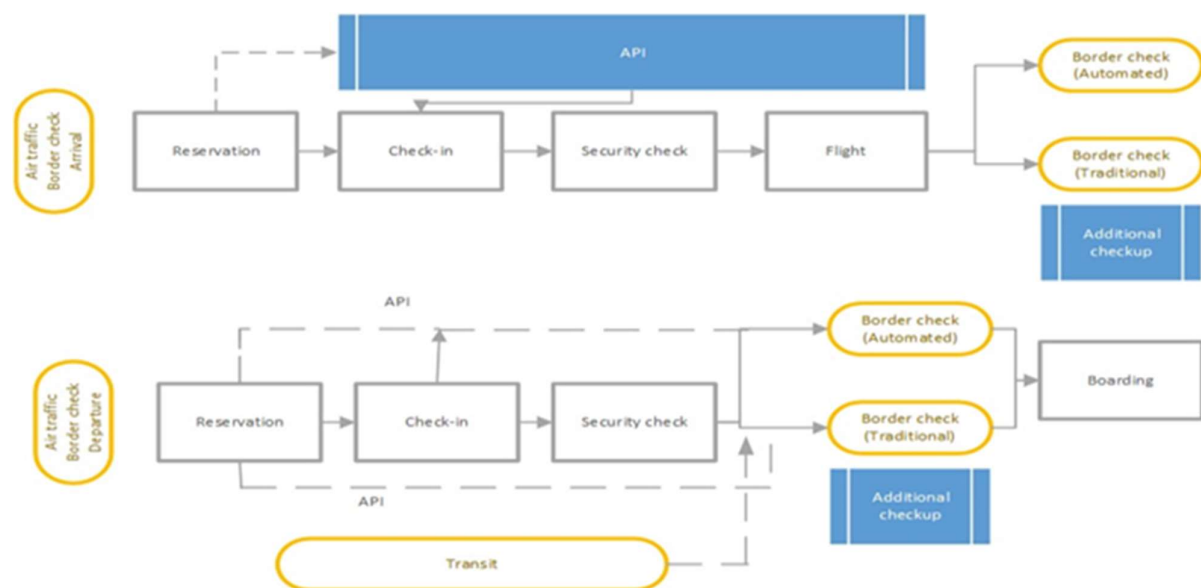 API
Border check
(Automated)
Air traffic
Border check
Arrival
Reservation
Check-in
Security check
Flight
Border check
(Traditional)
Additional
checkup
API
Border check
(Automated)
Air traffic
Border check
Departure
Reservation
Check-in
Security check
Boarding
Border check
(Traditional)
API
Additional
checkup
Transit